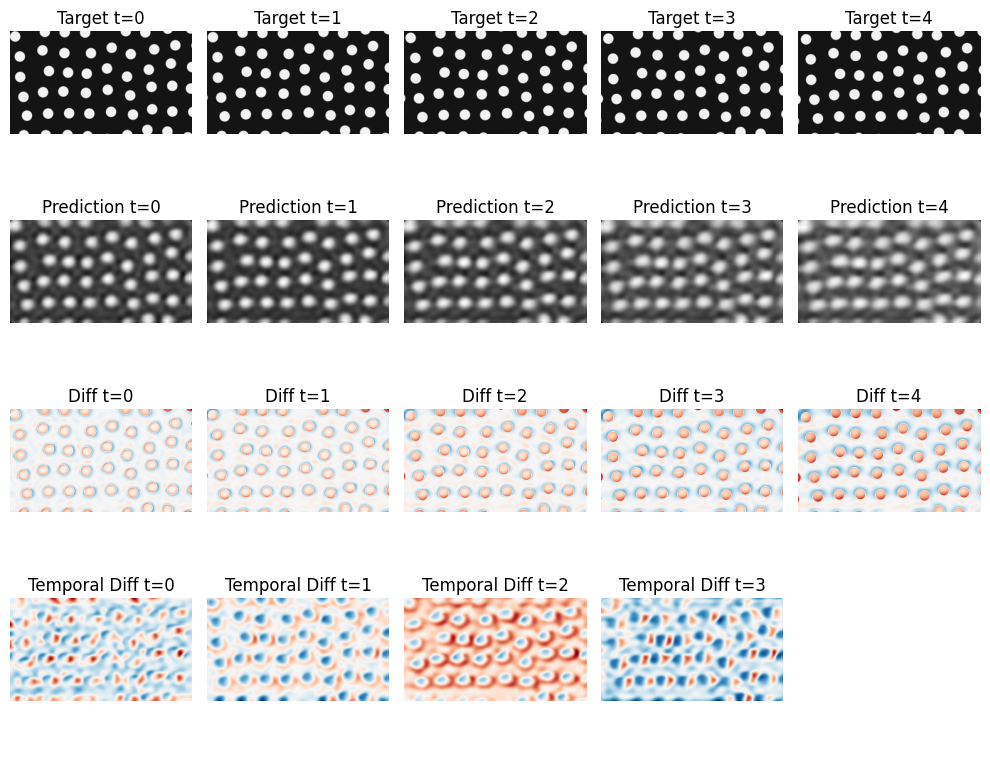 Target t=0 Target t=1 Target t=2 Target t=3 Target t=4
Prediction t=0 Prediction t=1 Prediction t=2 Prediction t=3 Prediction t=4
Diff t=0 Diff t=1 Diff t=2 Diff t=3 Diff t=4
Temporal Diff t=0 Temporal Diff t=1 Temporal Diff t=2 Temporal Diff t=3